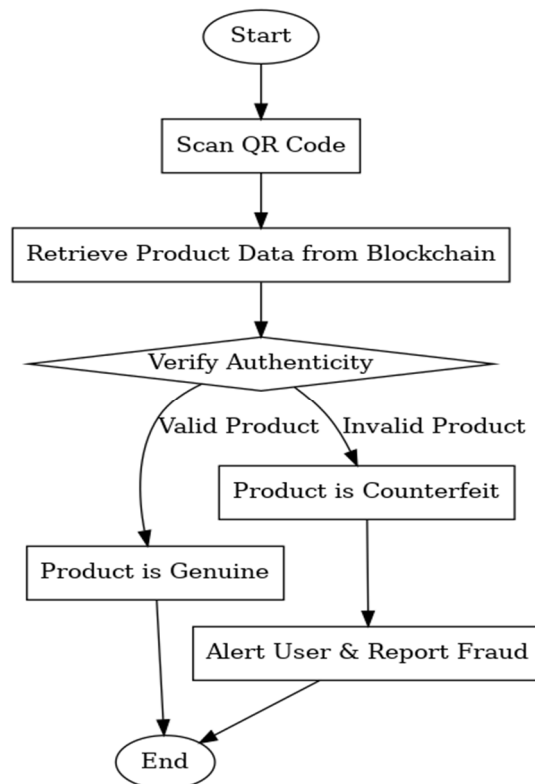 Start
Scan QR Code
Retrieve Product Data from Blockchain
Verify Authenticity
Valid Product
Invalid Product
Product is Counterfeit
Product is Genuine
Alert User & Report Fraud
End